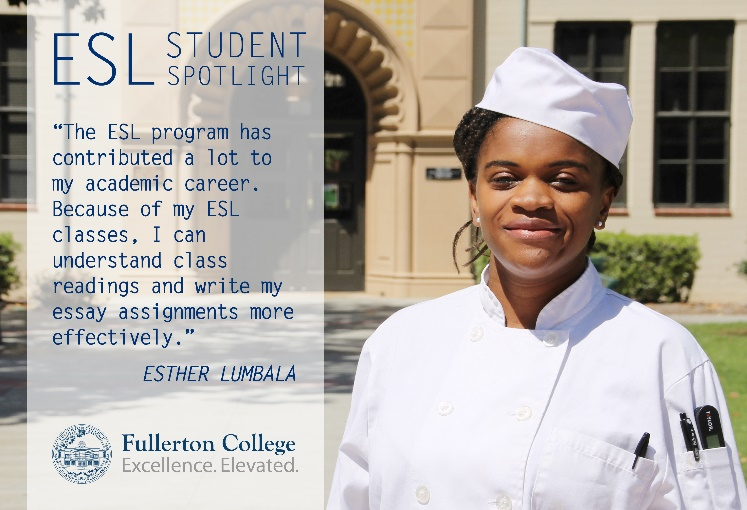 ESL STUDENT
SPOTLIGHT
“The ESL program has
contributed a lot to
my academic career.
Because of my ESL
classes, I can
understand class
readings and write my
essay assignments more
effectively.”
ESTHER LUMBALA
Fullerton College
Excellence. Elevated.